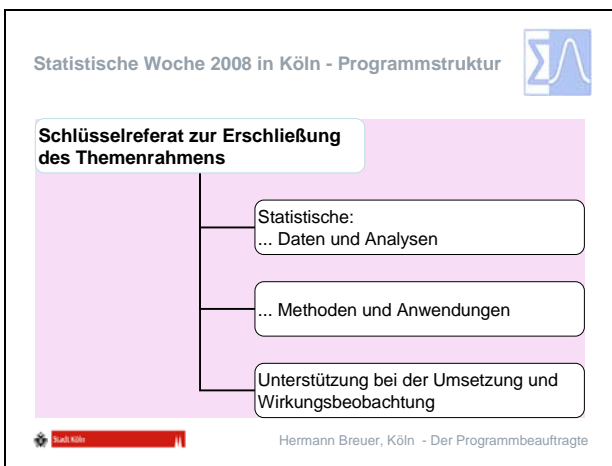 Statistische Woche 2008 in Köln - Programmstruktur
Schlüsselreferat zur Erschließung
des Themenrahmens
Statistische:
... Daten und Analysen
... Methoden und Anwendungen
Unterstützung bei der Umsetzung und
Wirkungsbeobachtung
Stadt Köln
Hermann Breuer, Köln - Der Programmbeauftragte